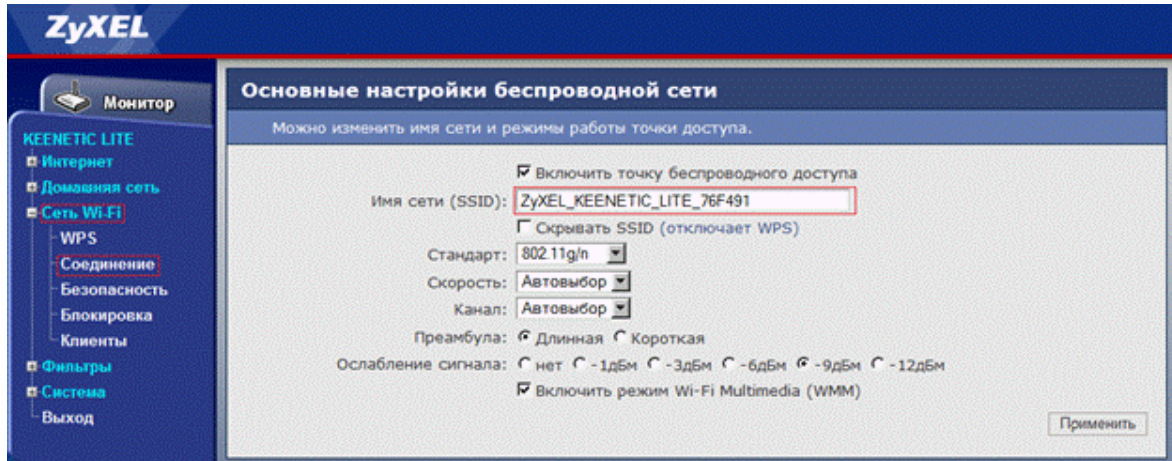 ZyXEL
Монитор
KEENETIC LITE
Интернет
Домашняя сеть
Сеть Wi-Fi
WPS
Соединение
Безопасность
Блокировка
Клиенты
Фильтры
Система
Выход
Основные настройки беспроводной сети
Можно изменить имя сети и режимы работы точки доступа.
Включить точку беспроводного доступа
Имя сети (SSID): ZyXEL_KEENETIC_LITE_76F491
Скрывать SSID (отключает WPS)
Стандарт: 802.11g/n
Скорость: Автовыбор
Канал: Автовыбор
Преамбула: Длинная Короткая
Ослабление сигнала: нет -1дБм -3дБм -6дБм -9дБм -12дБм
Включить режим Wi-Fi Multimedia (WMM)
Применить